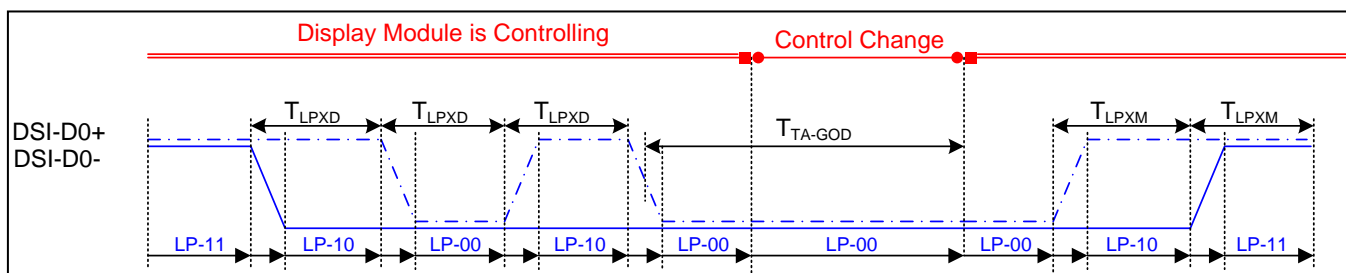 Display Module is Controlling Control Change
TLPXD TLPXD TLPXD TLPXM TLPXM
DSI-D0+
TTA-GOD
DSI-D0-
LP-11 LP-10 LP-00 LP-10 LP-00 LP-00 LP-00 LP-10 LP-11